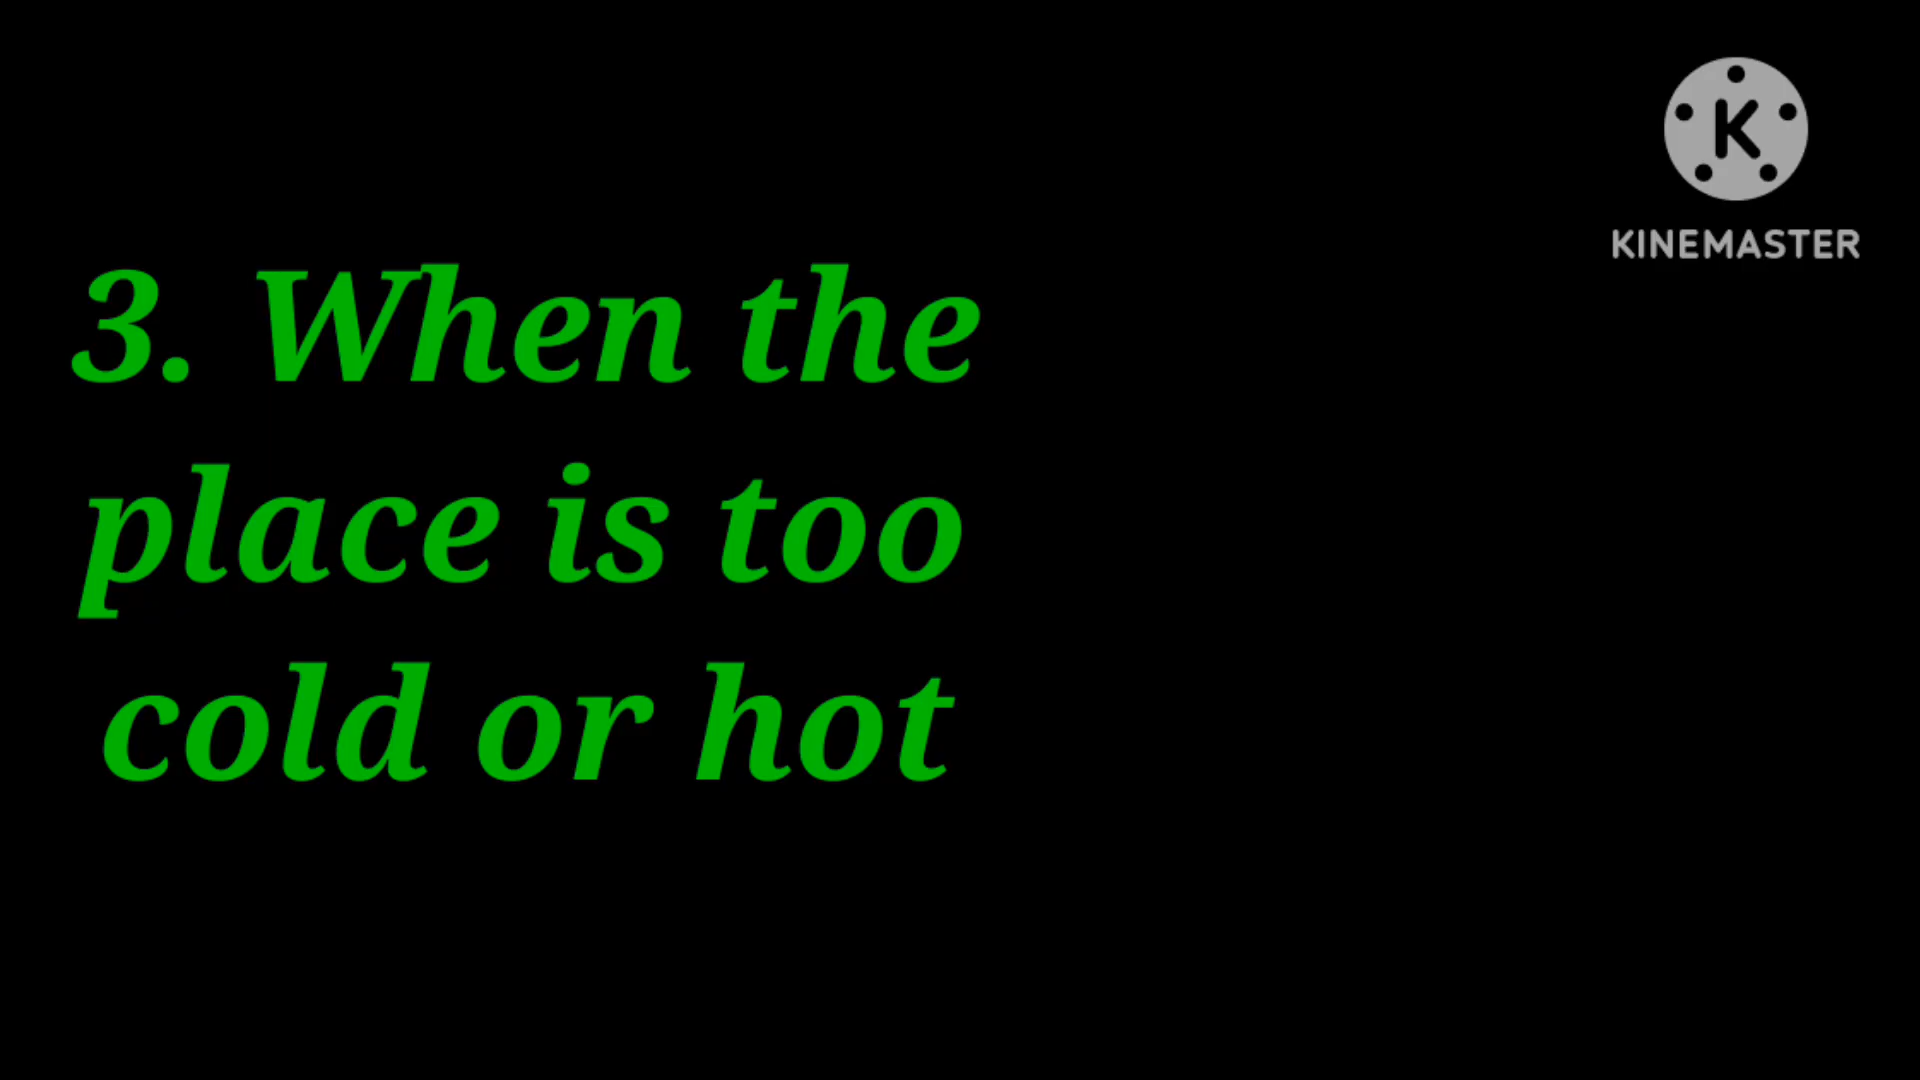 K
KINEMASTER
3. When the
place is too
cold or hot